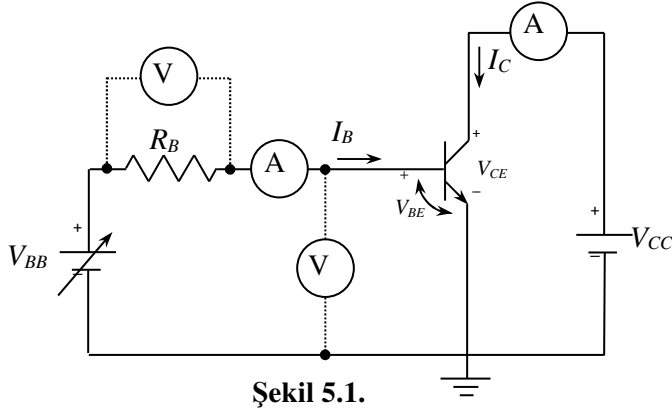 A
I_C
V
R_B
I_B
A
+
+
V_CE
–
V_BE
+
V_BB
–
V
+
V_CC
–
Şekil 5.1.